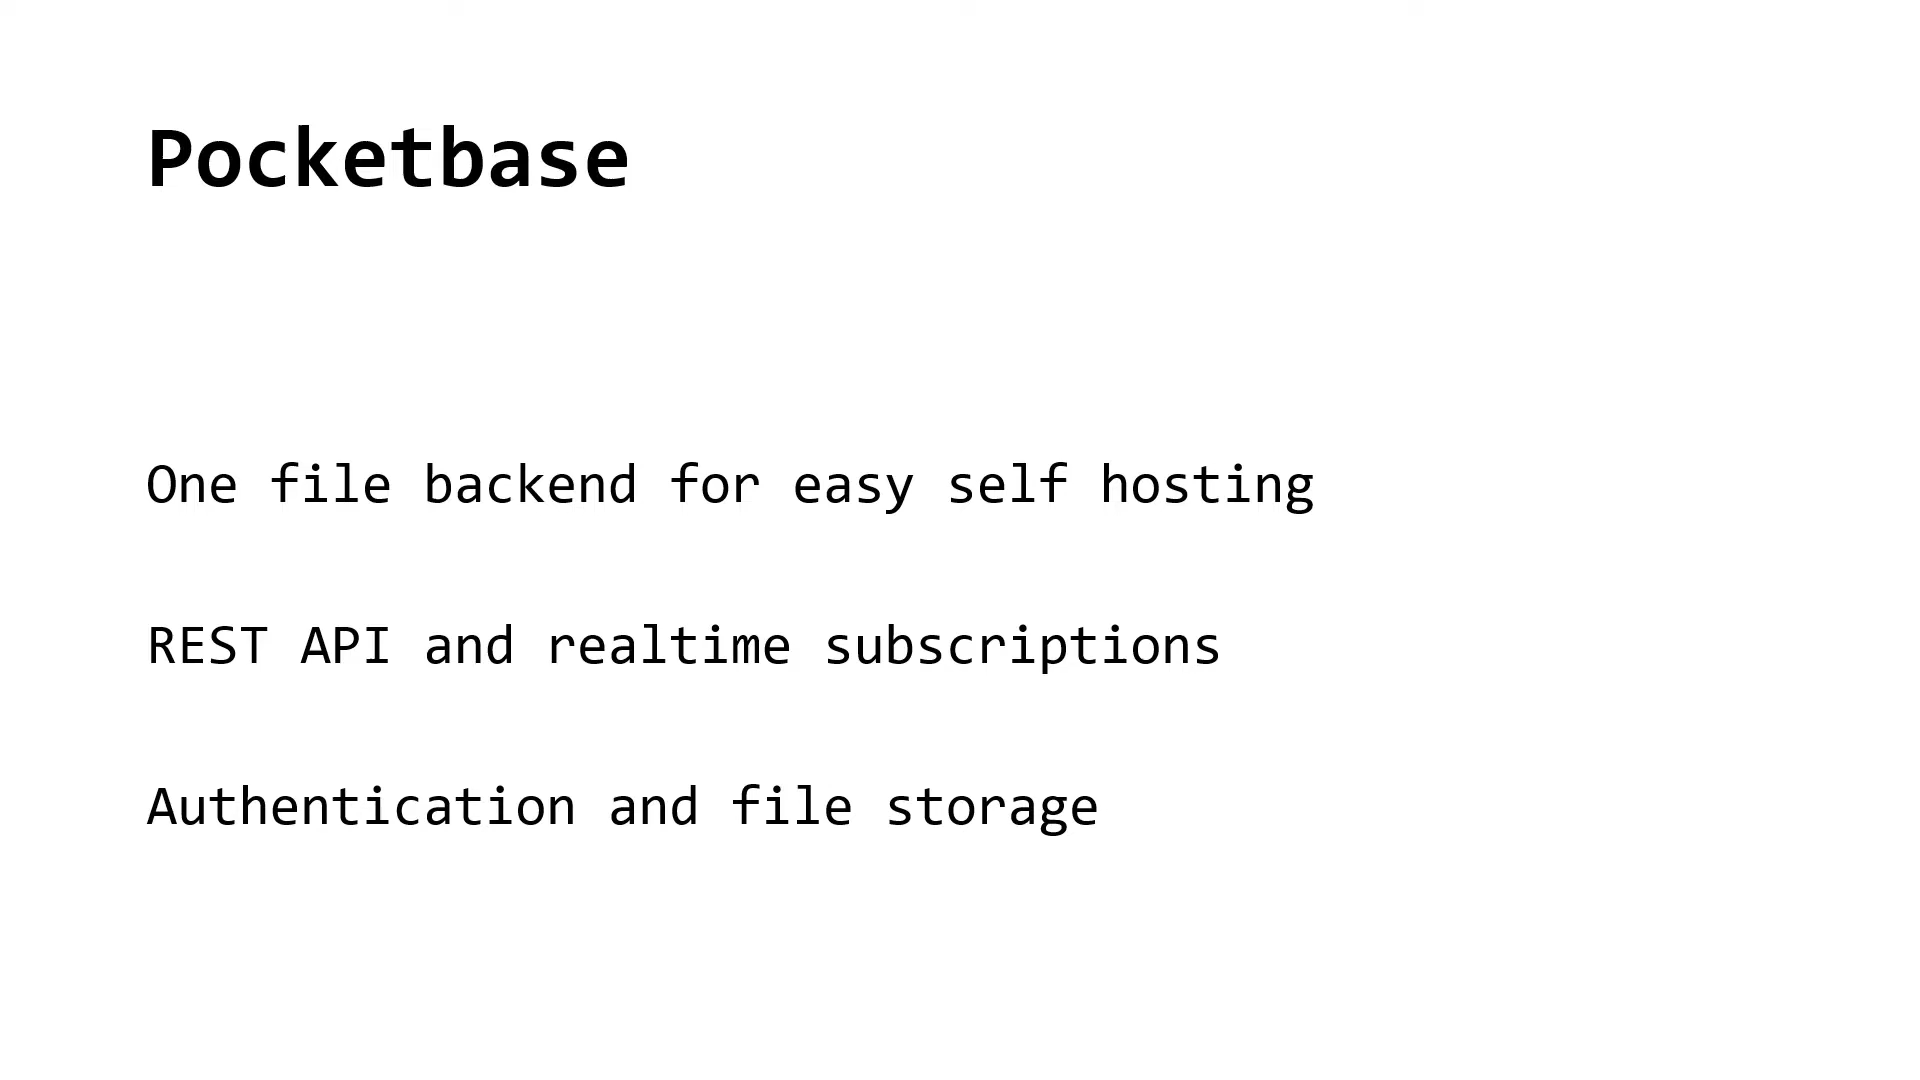 Pocketbase
One file backend for easy self hosting
REST API and realtime subscriptions
Authentication and file storage